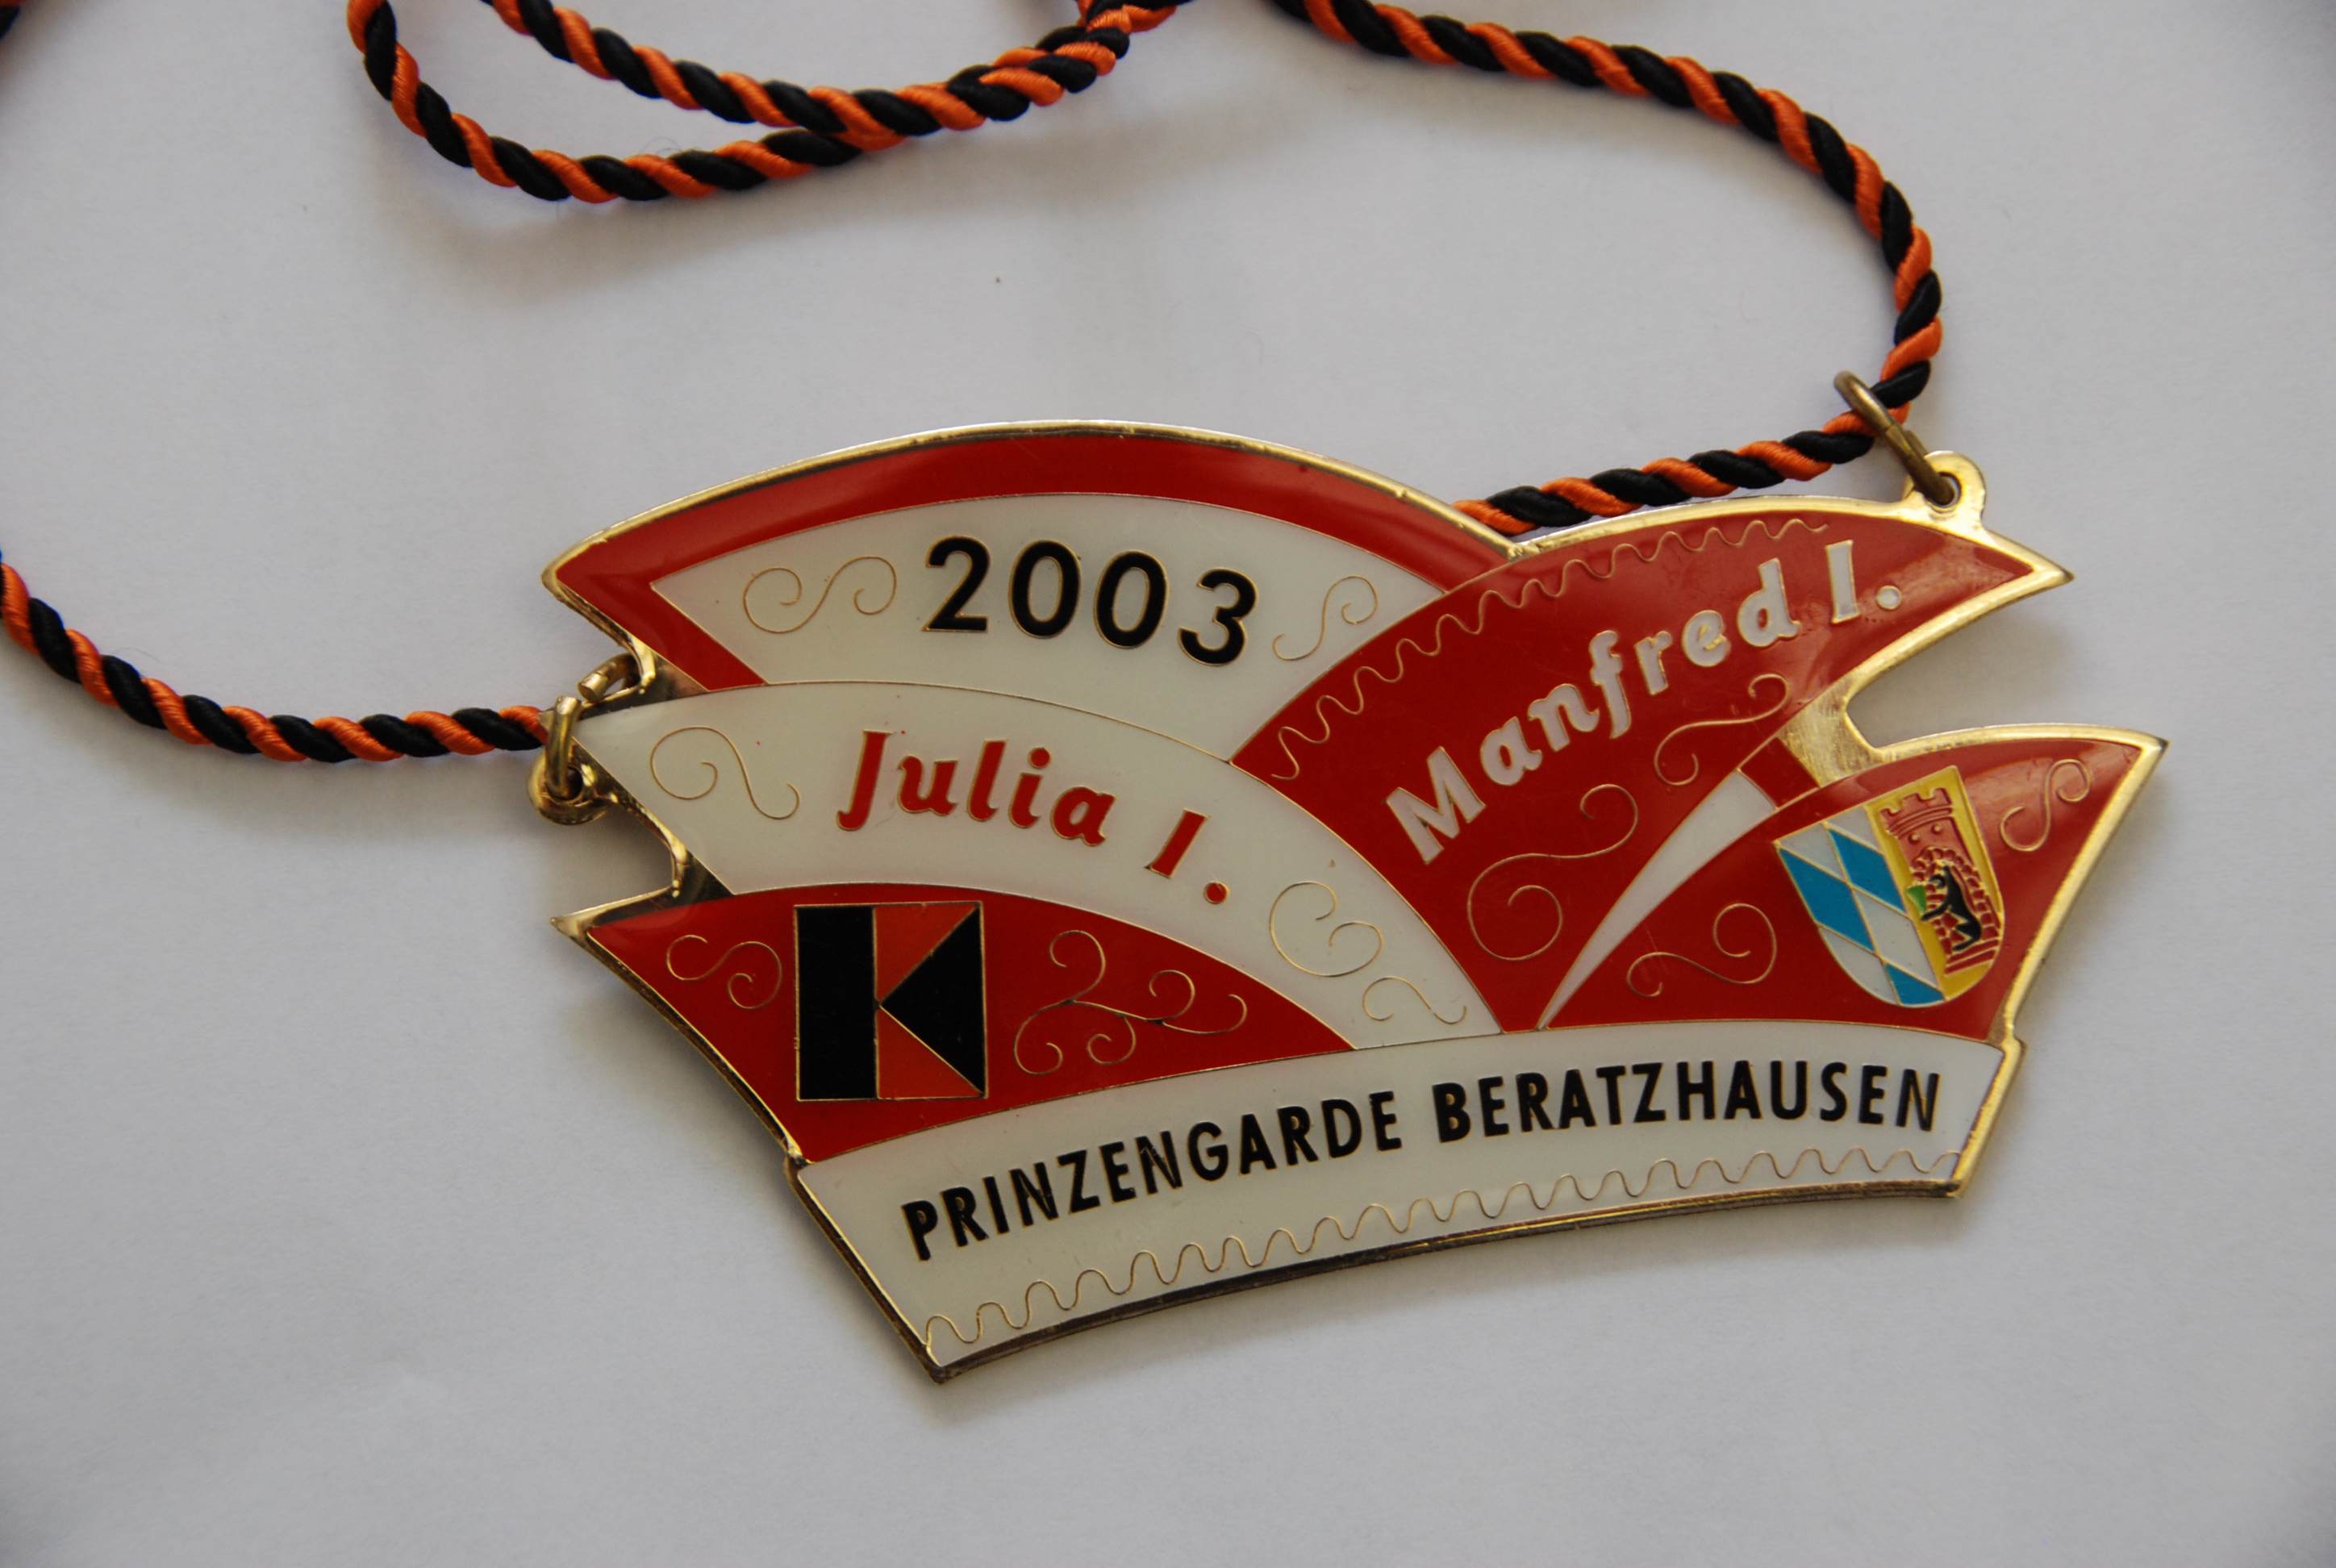 2003
Julia I.
Manfred I.
K
PRINZENGARDE BERATZHAUSEN